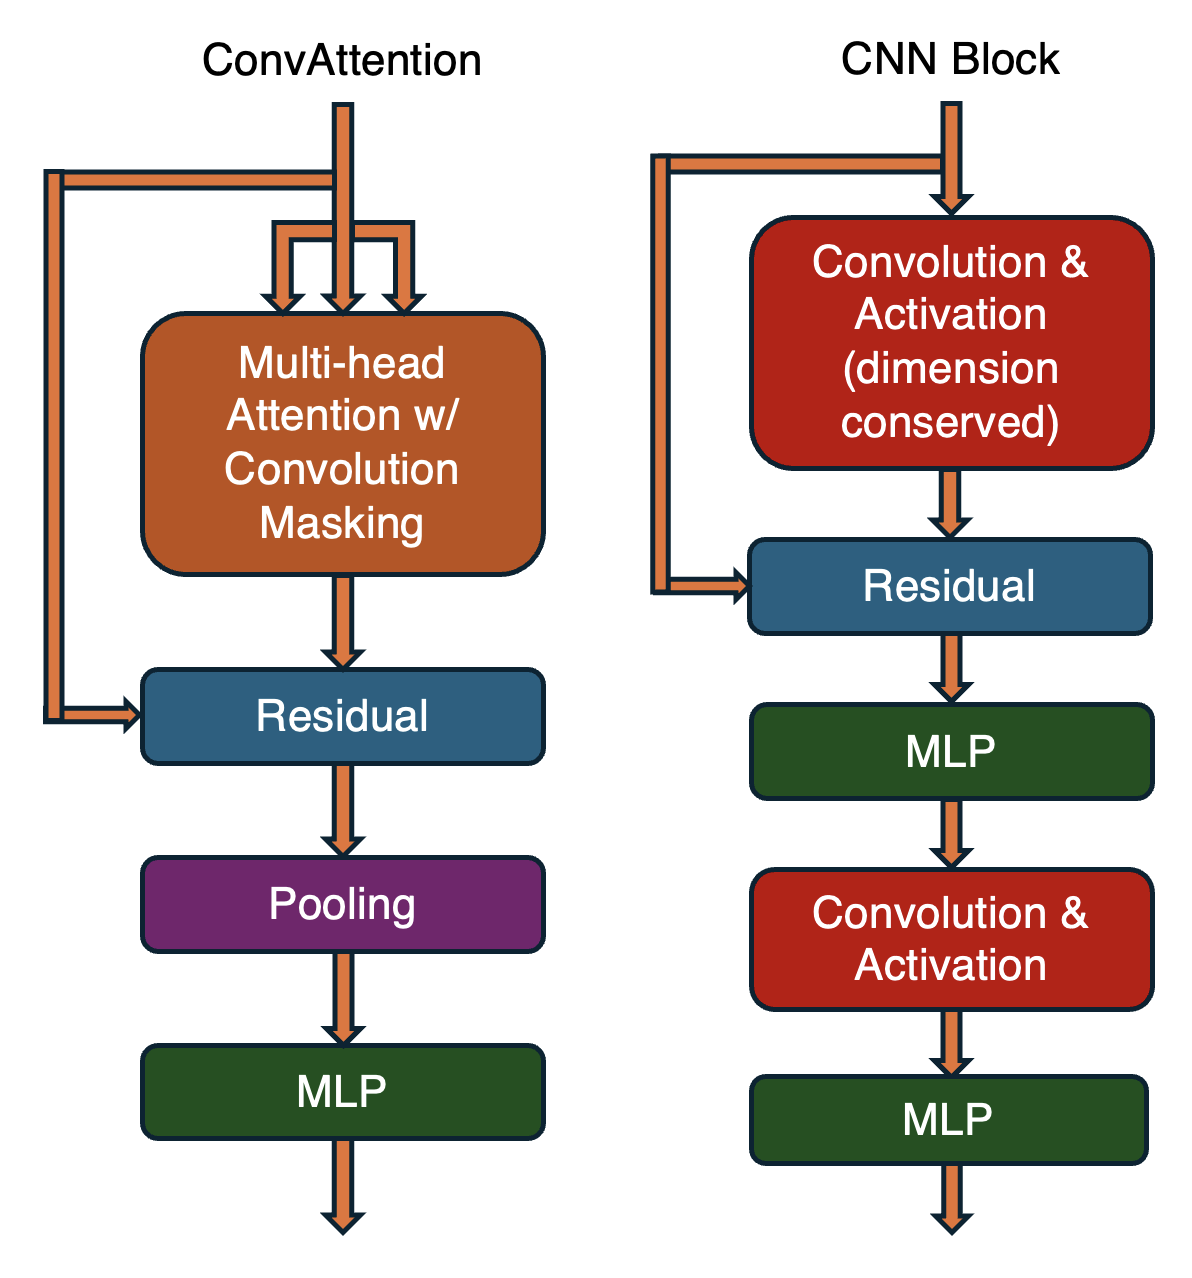 ConvAttention
Multi-head
Attention w/
Convolution
Masking
Residual
Pooling
MLP
CNN Block
Convolution &
Activation
(dimension
conserved)
Residual
MLP
Convolution &
Activation
MLP